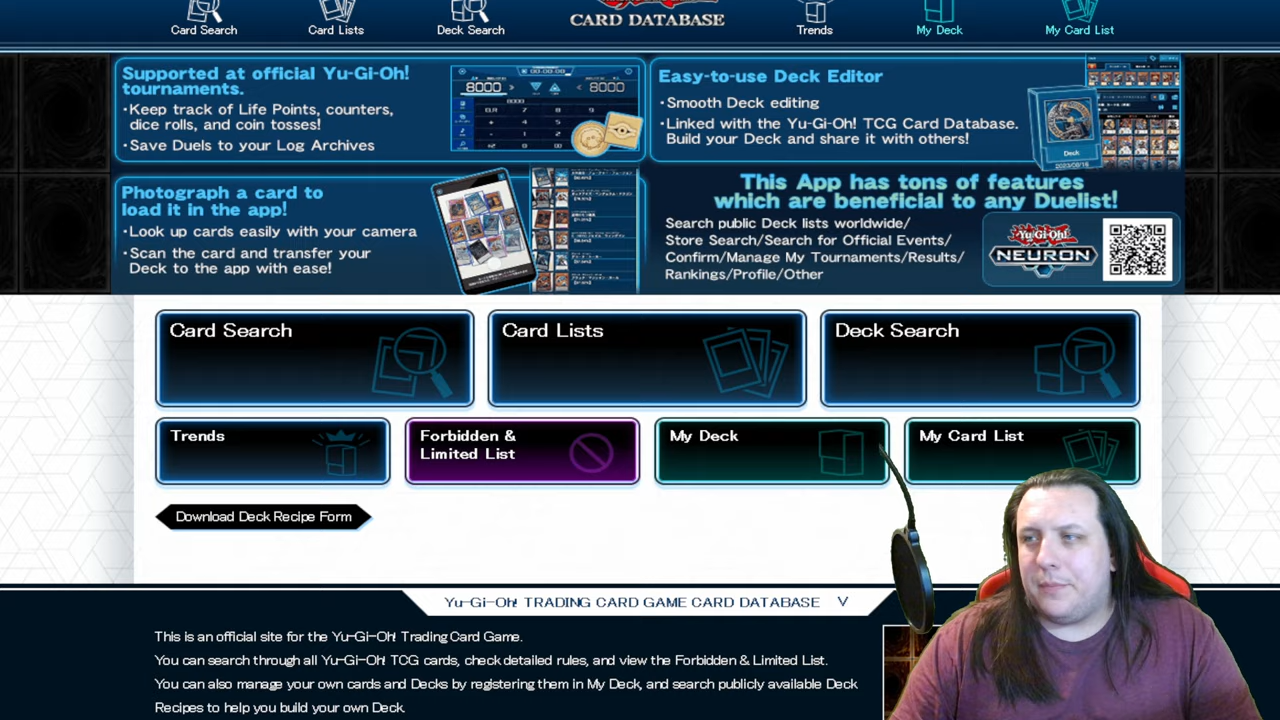 CARD DATABASE
Card Search
Card Lists
Deck Search
Trends
My Deck
My Card List
Supported at official Yu-Gi-Oh!
tournaments.
・Keep track of Life Points, counters,
dice rolls, and coin tosses!
・Save Duels to your Log Archives
8000
8000
Easy-to-use Deck Editor
・Smooth Deck editing
・Linked with the Yu-Gi-Oh! TCG Card Database.
Build your Deck and share it with others!
Deck
Photograph a card to
load it in the app!
・Look up cards easily with your camera
・Scan the card and transfer your
Deck to the app with ease!
This App has tons of features
which are beneficial to any Duelist!
Search public Deck lists worldwide/
Store Search/Search for Official Events/
Confirm/Manage My Tournaments/Results/
Rankings/Profile/Other
Yu-Gi-Oh!
NEURON
Card Search
Card Lists
Deck Search
Trends
Forbidden &
Limited List
My Deck
My Card List
Download Deck Recipe Form
Yu-Gi-Oh! TRADING CARD GAME CARD DATABASE
This is an official site for the Yu-Gi-Oh! Trading Card Game.
You can search through all Yu-Gi-Oh! TCG cards, check detailed rules, and view the Forbidden & Limited List.
You can also manage your own cards and Decks by registering them in My Deck, and search publicly available Deck
Recipes to help you build your own Deck.